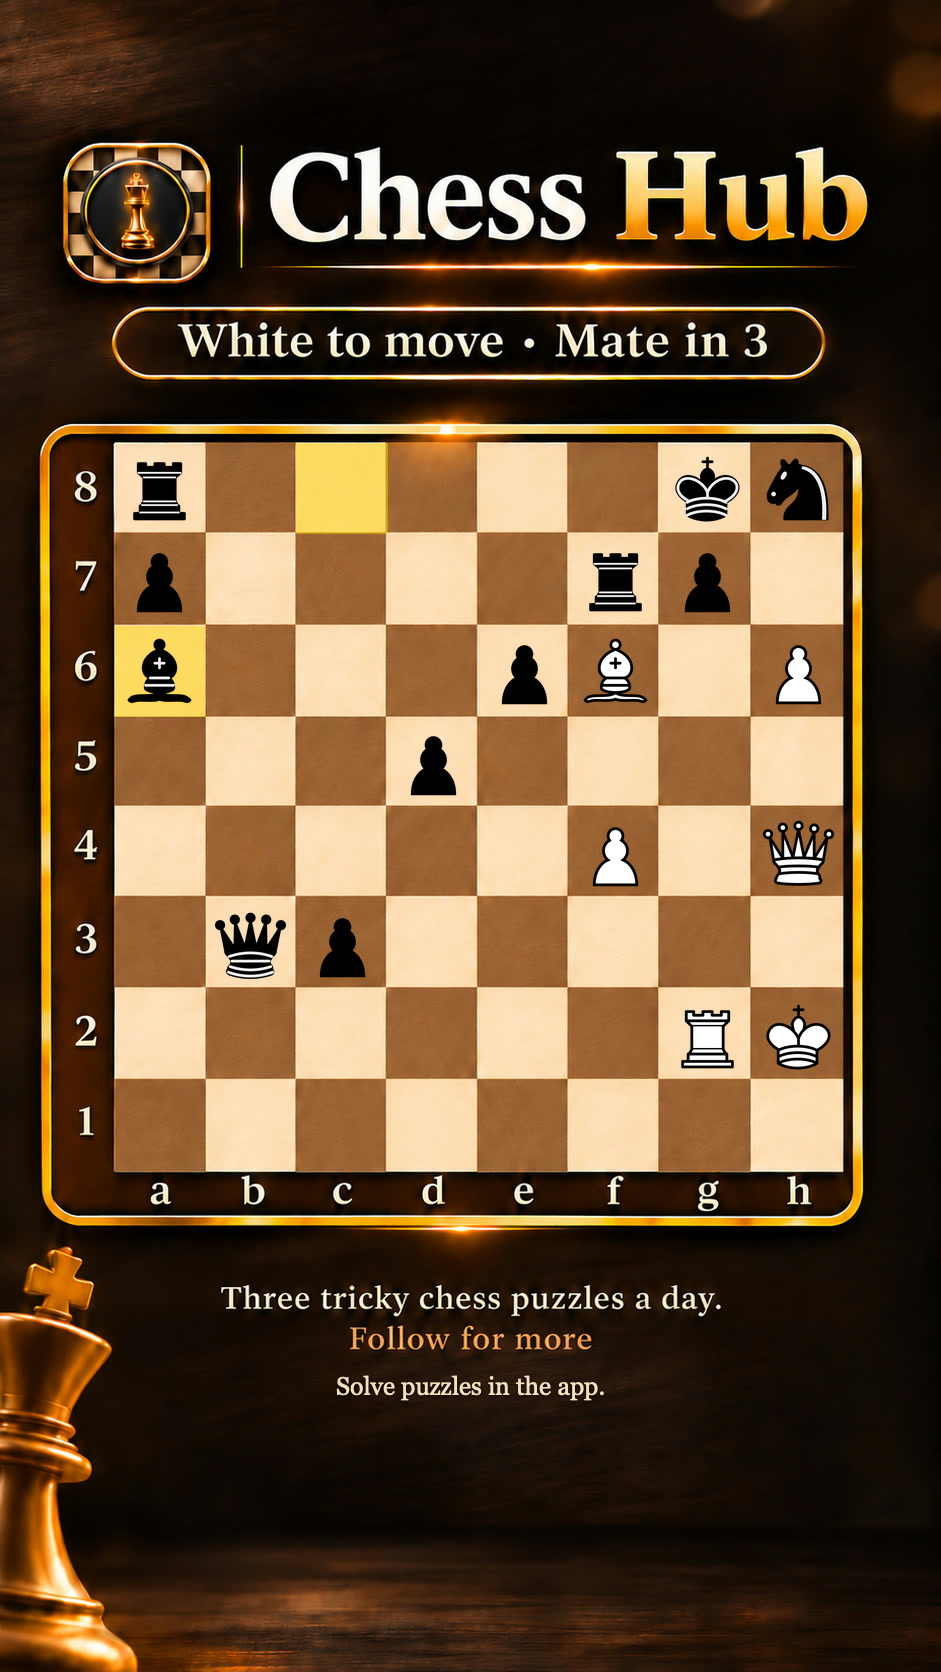 Chess Hub
White to move • Mate in 3
8
7
6
5
4
3
2
1
a b c d e f g h
Three tricky chess puzzles a day.
Follow for more
Solve puzzles in the app.